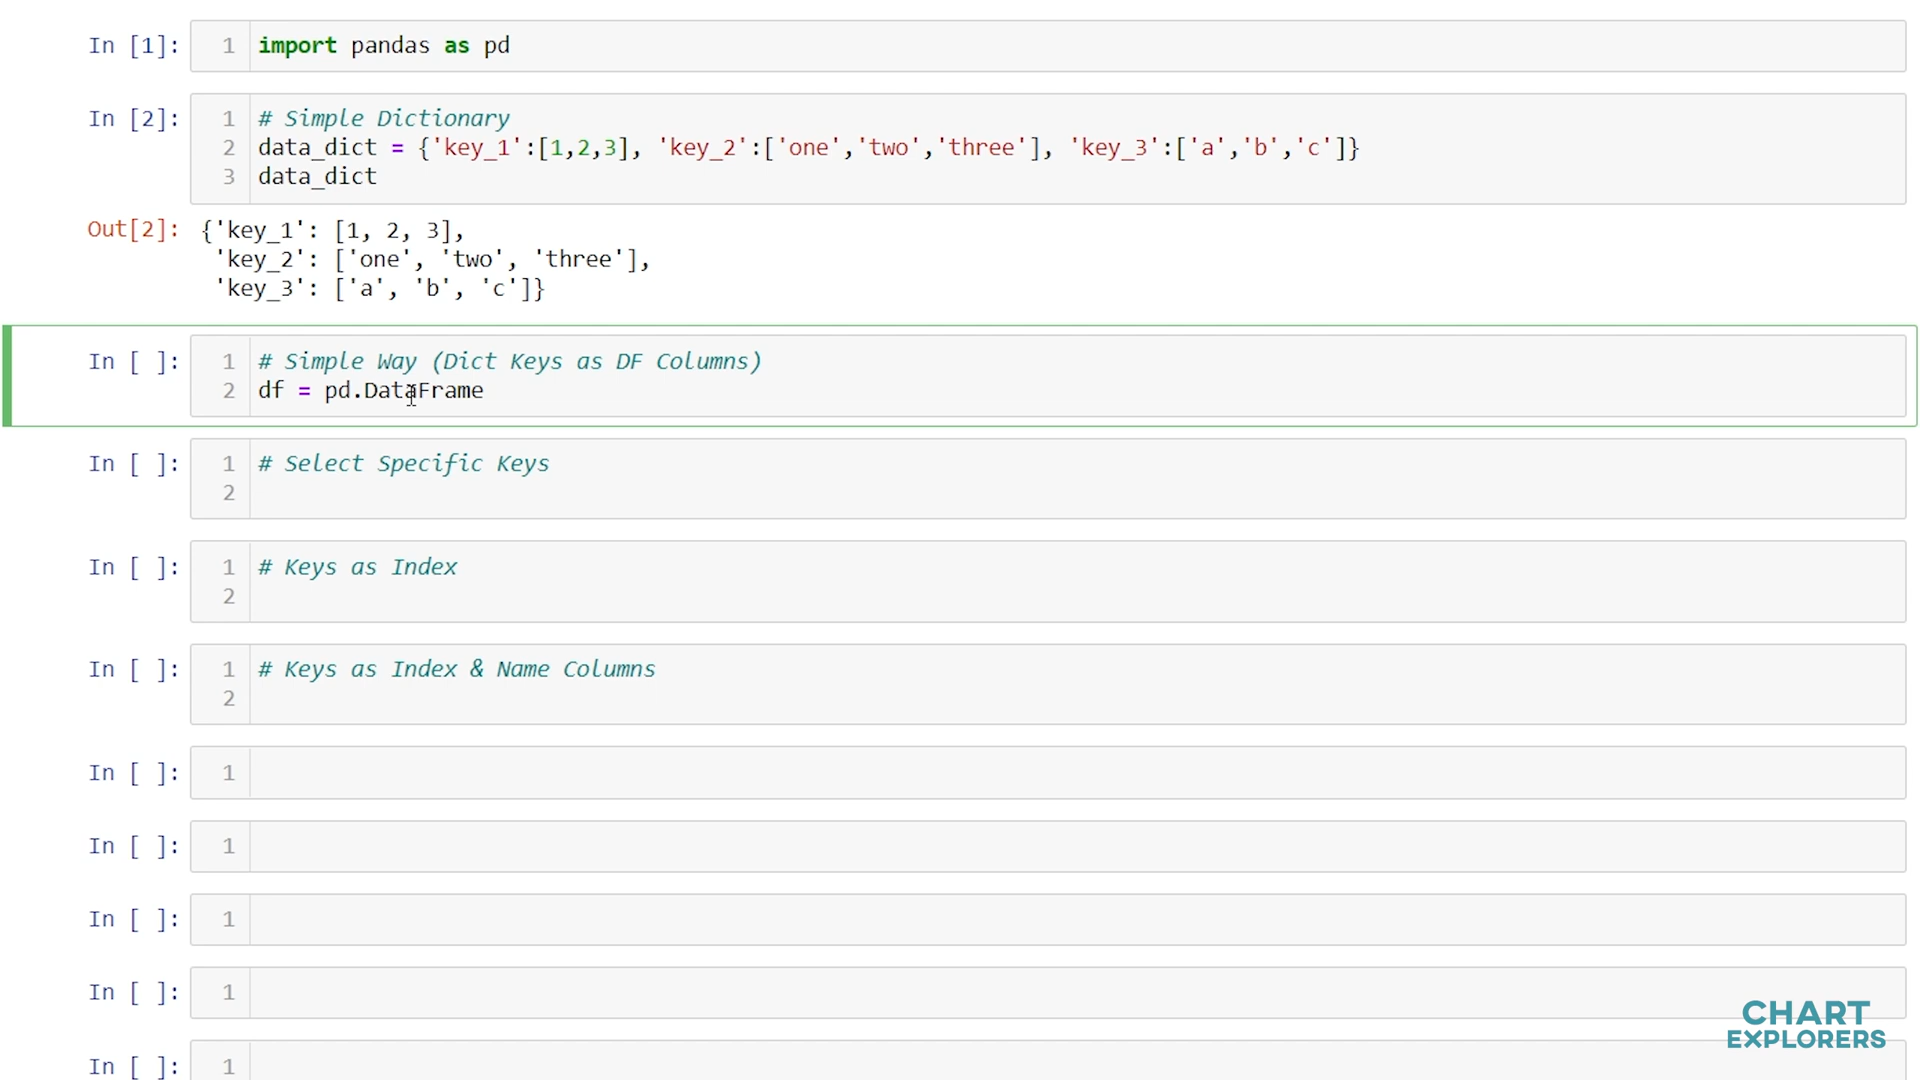 In [1]: 1 import pandas as pd
In [2]: 1 # Simple Dictionary
2 data_dict = {'key_1':[1,2,3], 'key_2':['one','two','three'], 'key_3':['a','b','c']}
3 data_dict
Out[2]: {'key_1': [1, 2, 3],
'key_2': ['one', 'two', 'three'],
'key_3': ['a', 'b', 'c']}
In [ ]: 1 # Simple Way (Dict Keys as DF Columns)
2 df = pd.DataFrame
In [ ]: 1 # Select Specific Keys
2
In [ ]: 1 # Keys as Index
2
In [ ]: 1 # Keys as Index & Name Columns
2
In [ ]: 1
In [ ]: 1
In [ ]: 1
In [ ]: 1
In [ ]: 1
CHART
EXPLORERS